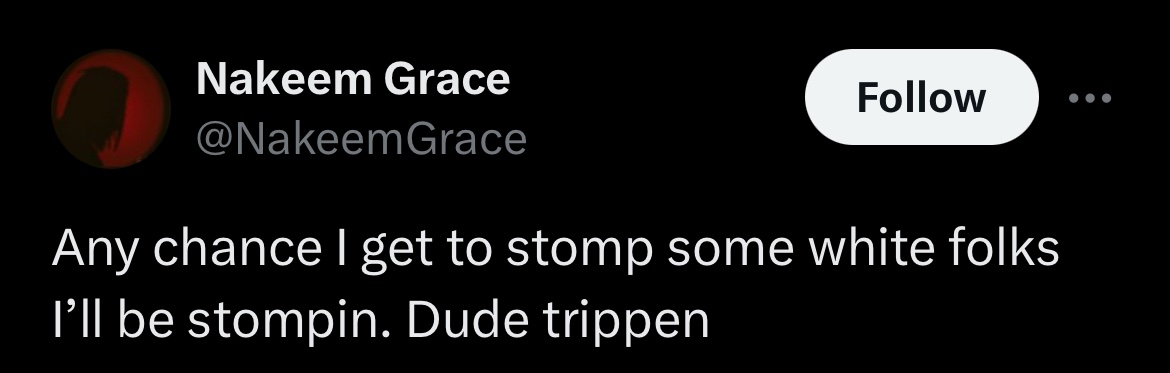 Nakeem Grace
@NakeemGrace
Follow
Any chance I get to stomp some white folks
I’ll be stompin. Dude trippen